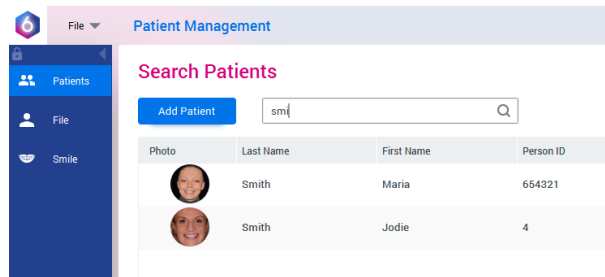 6 File Patient Management
Patients
File
Smile
Search Patients
Add Patient smi
Photo Last Name First Name Person ID
Smith Maria 654321
Smith Jodie 4